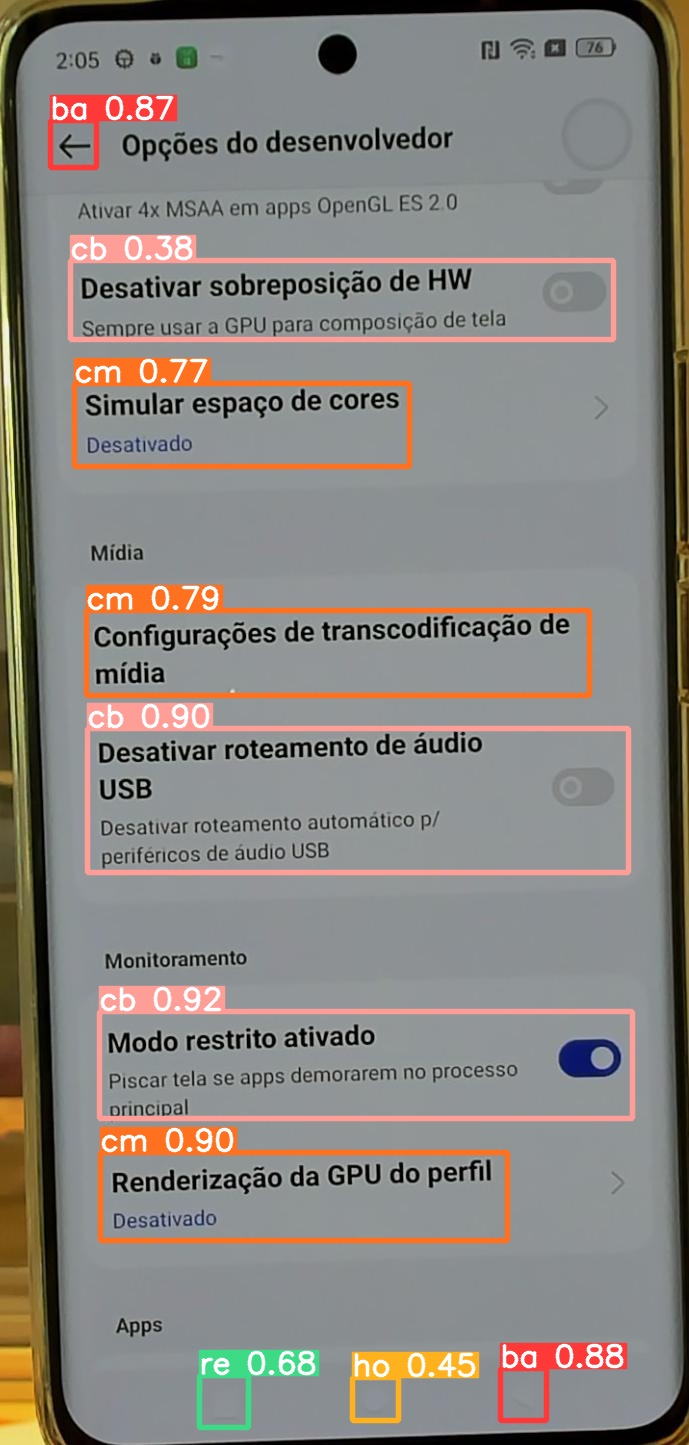 2:05
76
ba 0.87
Opções do desenvolvedor
Ativar 4x MSAA em apps OpenGL ES 2.0
cb 0.38
Desativar sobreposição de HW
Sempre usar a GPU para composição de tela
cm 0.77
Simular espaço de cores
Desativado
Mídia
cm 0.79
Configurações de transcodificação de
mídia
cb 0.90
Desativar roteamento de áudio
USB
Desativar roteamento automático p/
periféricos de áudio USB
Monitoramento
cb 0.92
Modo restrito ativado
Piscar tela se apps demorarem no processo
principal
cm 0.90
Renderização da GPU do perfil
Desativado
Apps
re 0.68
ho 0.45
ba 0.88